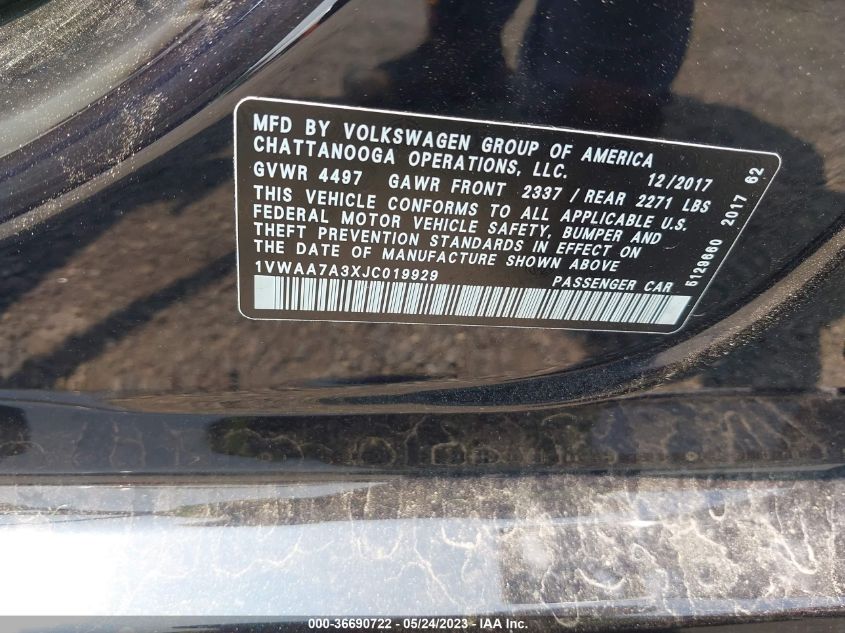 MFD BY VOLKSWAGEN GROUP OF AMERICA
CHATTANOOGA OPERATIONS, LLC. 12/2017
GVWR 4497 GAWR FRONT 2337 / REAR 2271 LBS
THIS VEHICLE CONFORMS TO ALL APPLICABLE U.S.
FEDERAL MOTOR VEHICLE SAFETY, BUMPER AND
THEFT PREVENTION STANDARDS IN EFFECT ON
THE DATE OF MANUFACTURE SHOWN ABOVE
1VWAA7A3XJC019929 PASSENGER CAR
6129660 2017 62
000-36690722 - 05/24/2023 - IAA Inc.